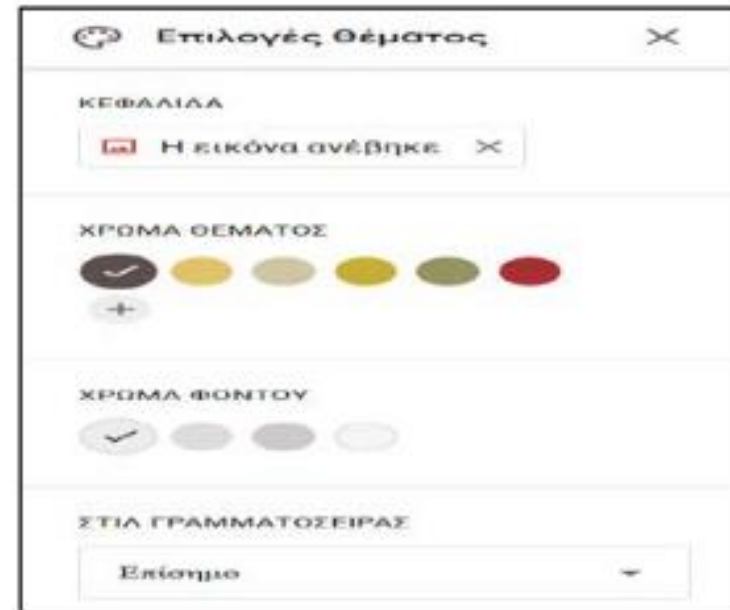 Επιλογές Θέματος
ΚΕΦΑΛΙΔΑ
Η εικόνα ανέβηκε
ΧΡΩΜΑ ΘΕΜΑΤΟΣ
ΧΡΩΜΑ ΦΟΝΤΟΥ
ΣΤΙΛ ΓΡΑΜΜΑΤΟΣΕΙΡΑΣ
Επίσημο